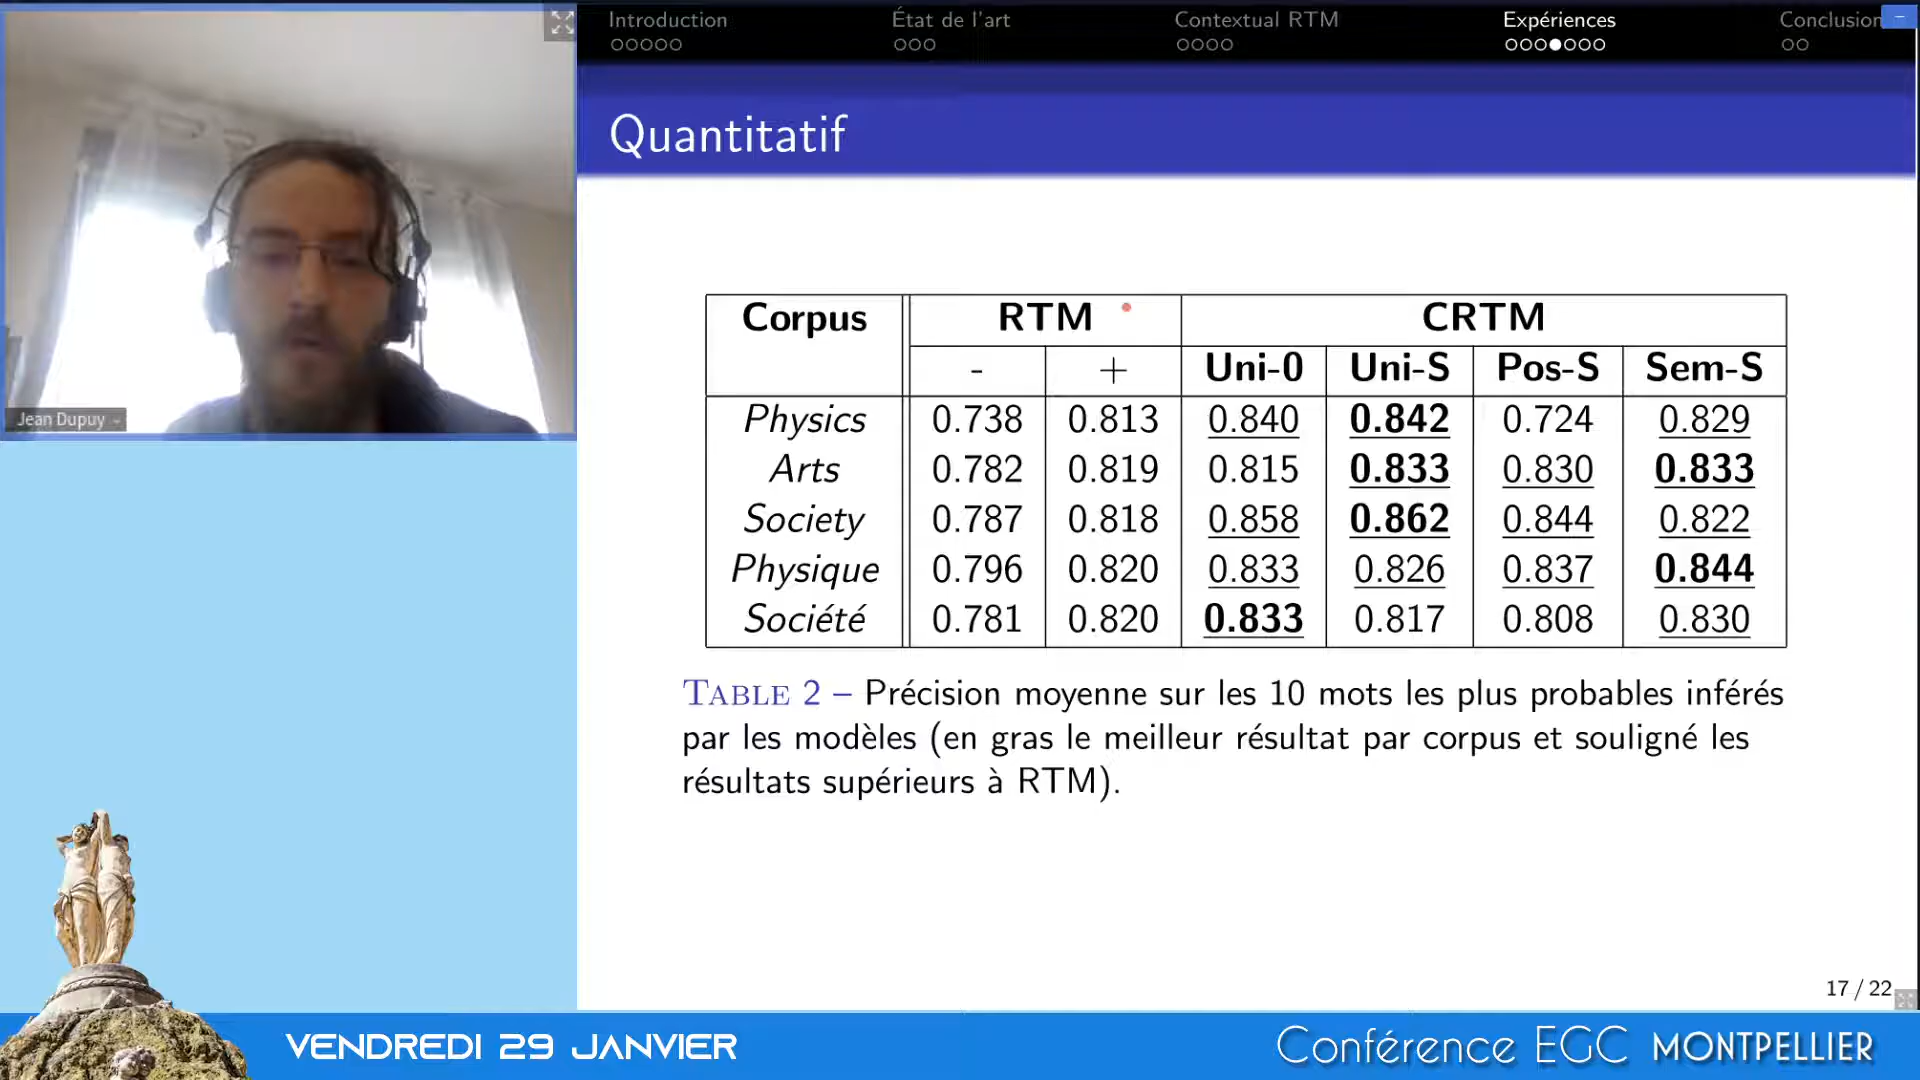 Introduction État de l'art Contextual RTM Expériences Conclusion
Quantitatif
Jean Dupuy
Corpus RTM CRTM
- + Uni-0 Uni-S Pos-S Sem-S
Physics 0.738 0.813 0.840 0.842 0.724 0.829
Arts 0.782 0.819 0.815 0.833 0.830 0.833
Society 0.787 0.818 0.858 0.862 0.844 0.822
Physique 0.796 0.820 0.833 0.826 0.837 0.844
Société 0.781 0.820 0.833 0.817 0.808 0.830
TABLE 2 – Précision moyenne sur les 10 mots les plus probables inférés
par les modèles (en gras le meilleur résultat par corpus et souligné les
résultats supérieurs à RTM).
17 / 22
VENDREDI 29 JANVIER
Conférence EGC MONTPELLIER